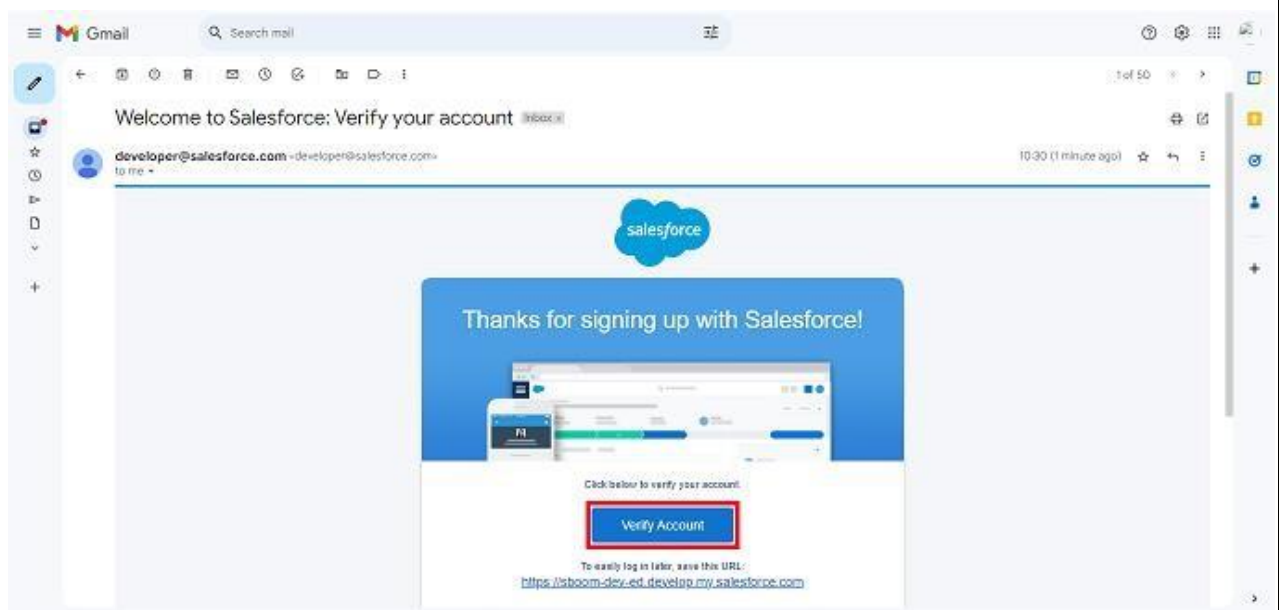 Gmail
Search mail
1 of 50
Welcome to Salesforce: Verify your account Inbox x
developer@salesforce.com <developer@salesforce.com>
10:30 (1 minute ago)
to me
salesforce
Thanks for signing up with Salesforce!
Click below to verify your account.
Verify Account
To easily log in later, save this URL:
https://sboom-dev-ed.develop.my.salesforce.com